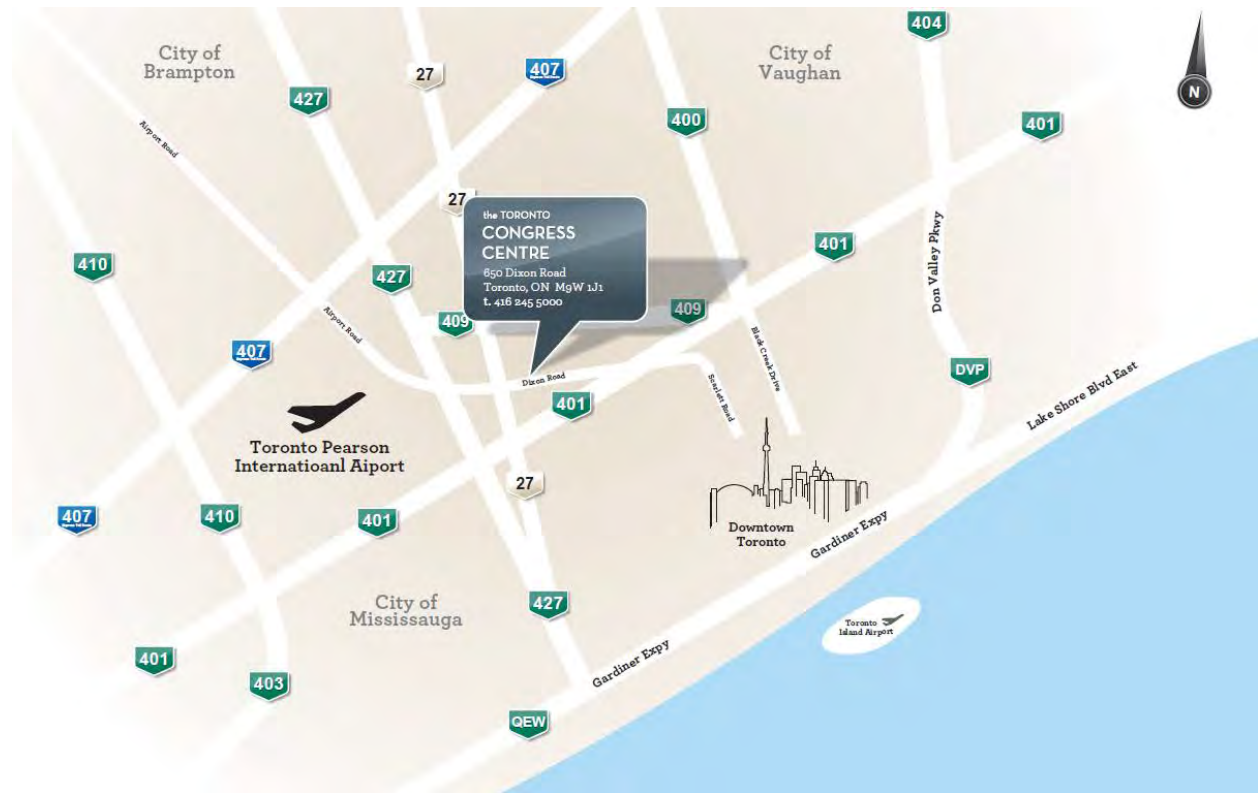 City of
Brampton
27
407
City of
Vaughan
404
N
427
400
401
Airport Road
27
the TORONTO
CONGRESS
CENTRE
650 Dixon Road
Toronto, ON M9W 1J1
t. 416 245 5000
401
Don Valley Pkwy
410
427
Airport Road
409
409
Black Creek Drive
407
Dixon Road
Scarlett Road
DVP
Lake Shore Blvd East
401
Toronto Pearson
Internatioanl Aiport
27
407
410
401
Downtown
Toronto
Gardiner Expy
City of
Mississauga
427
Toronto
Island Airport
401
403
Gardiner Expy
QEW